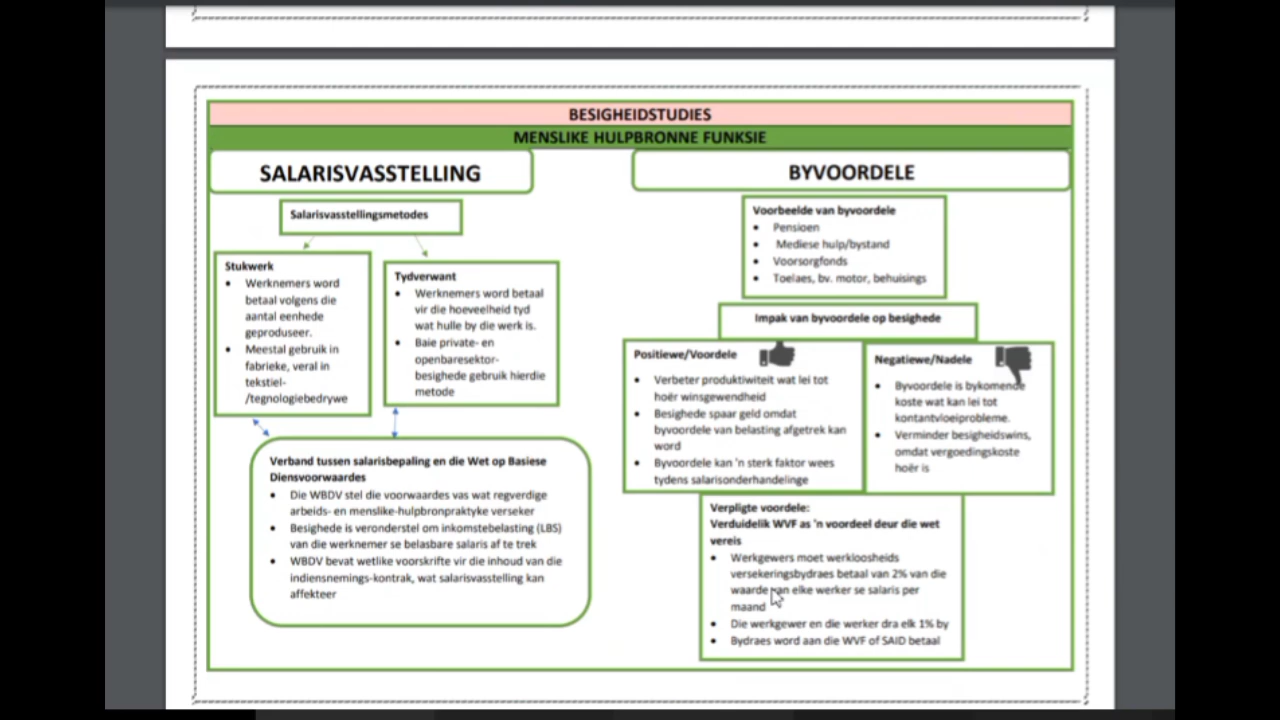 BESIGHEIDSTUDIES
MENSLIKE HULPBRONNE FUNKSIE
SALARISVASSTELLING
Salarisvasstellingsmetodes
Stukwerk
• Werknemers word
betaal volgens die
aantal eenhede
geproduseer.
• Meestal gebruik in
fabrieke, veral in
tekstiel-
/tegnologiebedrywe
Tydverwant
• Werknemers word betaal
vir die hoeveelheid tyd
wat hulle by die werk is.
• Baie private- en
openbaresektor-
besighede gebruik hierdie
metode
Verband tussen salarisbepaling en die Wet op Basiese
Diensvoorwaardes
• Die WBDV stel die voorwaardes vas wat regverdige
arbeids- en menslike-hulpbronpraktyke verseker
• Besighede is veronderstel om inkomstebelasting (LBS)
van die werknemer se belasbare salaris af te trek
• WBDV bevat wetlike voorskrifte vir die inhoud van die
indiensnemings-kontrak, wat salarisvasstelling kan
affekteer
BYVOORDELE
Voorbeelde van byvoordele
• Pensioen
• Mediese hulp/bystand
• Voorsorgfonds
• Toelaes, bv. motor, behuisings
Impak van byvoordele op besighede
Positiewe/Voordele
• Verbeter produktiwiteit wat lei tot
hoër winsgewendheid
• Besighede spaar geld omdat
byvoordele van belasting afgetrek kan
word
• Byvoordele kan 'n sterk faktor wees
tydens salarisonderhandelinge
Negatiewe/Nadele
• Byvoordele is bykomende
koste wat kan lei tot
kontantvloeiprobleme.
• Verminder besigheidswins,
omdat vergoedingskoste
hoër is
Verpligte voordele:
Verduidelik WVF as 'n voordeel deur die wet
vereis
• Werkgewers moet werkloosheids
versekeringsbydraes betaal van 2% van die
waarde van elke werker se salaris per
maand
• Die werkgewer en die werker dra elk 1% by
• Bydraes word aan die WVF of SAID betaal